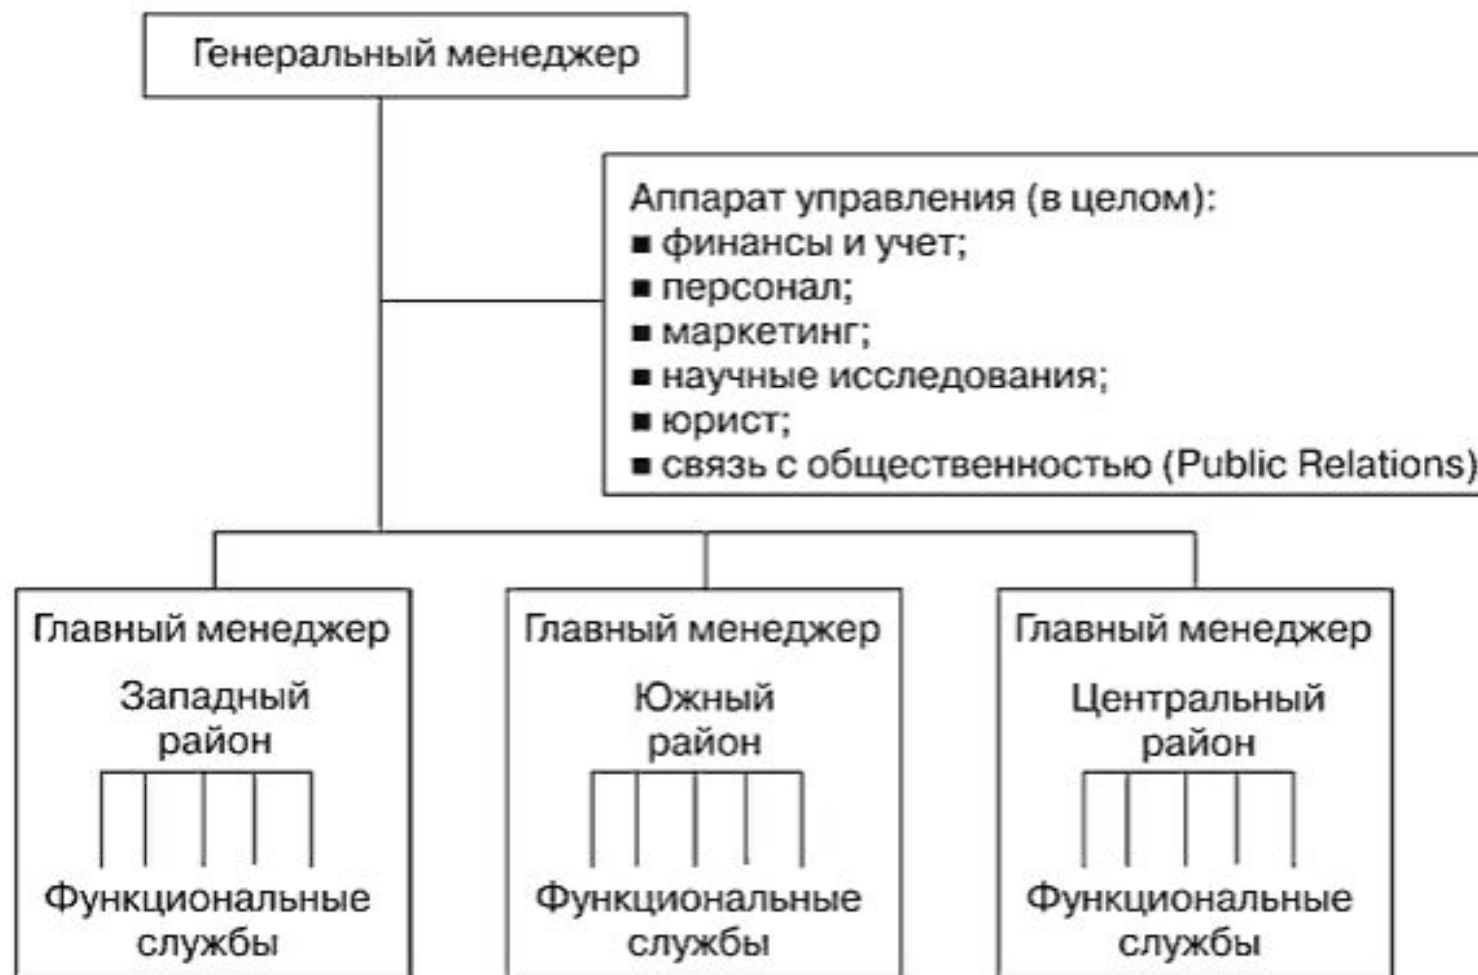 Генеральный менеджер
Аппарат управления (в целом):
■ финансы и учет;
■ персонал;
■ маркетинг;
■ научные исследования;
■ юрист;
■ связь с общественностью (Public Relations)
Главный менеджер
Западный
район
Функциональные
службы
Главный менеджер
Южный
район
Функциональные
службы
Главный менеджер
Центральный
район
Функциональные
службы